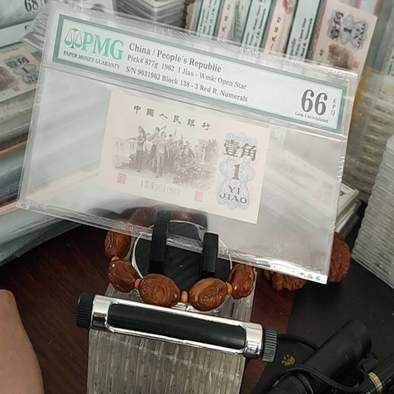 PMG
PAPER MONEY GUARANTY
China / People's Republic
Pick# 877g 1962 1 Jiao - Wmk: Open Star
S/N 9031963 Block 138 - 3 Red R. Numerals
66 EPQ
Gem Uncirculated
中国人民银行
壹角
1
YI
JIAO